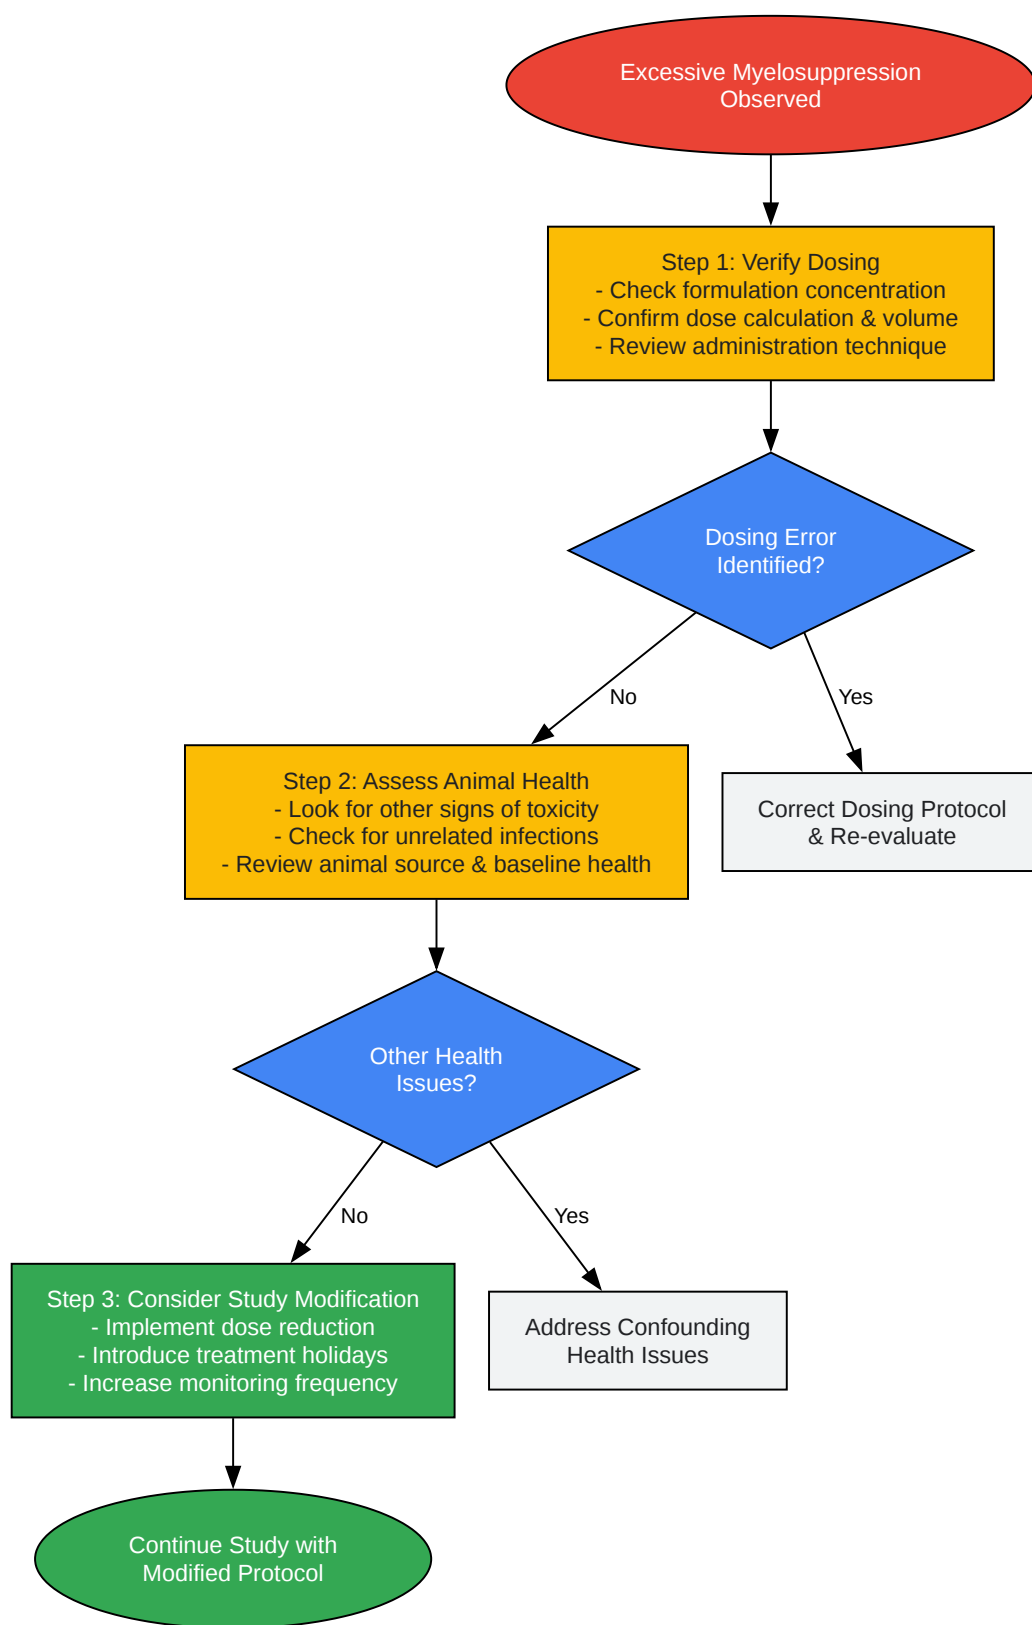 Excessive Myelosuppression
Observed
Step 1: Verify Dosing
- Check formulation concentration
- Confirm dose calculation & volume
- Review administration technique
Dosing Error
Identified?
No
Yes
Step 2: Assess Animal Health
- Look for other signs of toxicity
- Check for unrelated infections
- Review animal source & baseline health
Correct Dosing Protocol
& Re-evaluate
Other Health
Issues?
No
Yes
Step 3: Consider Study Modification
- Implement dose reduction
- Introduce treatment holidays
- Increase monitoring frequency
Address Confounding
Health Issues
Continue Study with
Modified Protocol